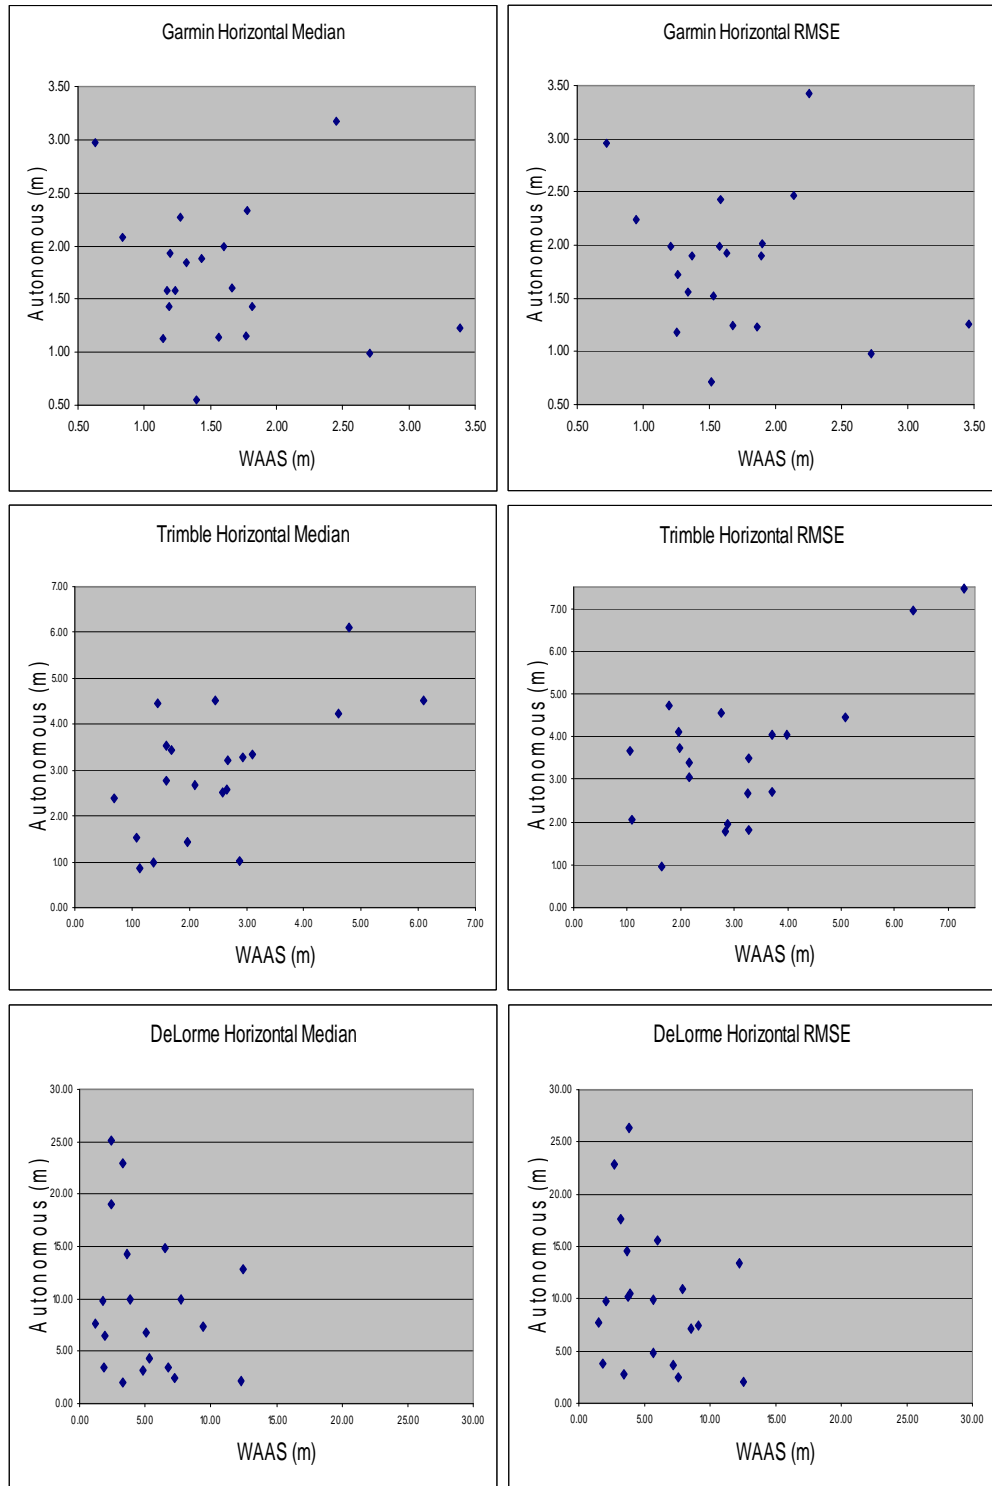 Garmin Horizontal Median
3.50
3.00
2.50
2.00
1.50
1.00
0.50
0.50 1.00 1.50 2.00 2.50 3.00 3.50
Autonomous (m)
WAAS (m)
Garmin Horizontal RMSE
3.50
3.00
2.50
2.00
1.50
1.00
0.50
0.50 1.00 1.50 2.00 2.50 3.00 3.50
Autonomous (m)
WAAS (m)
Trimble Horizontal Median
7.00
6.00
5.00
4.00
3.00
2.00
1.00
0.00
0.00 1.00 2.00 3.00 4.00 5.00 6.00 7.00
Autonomous (m)
WAAS (m)
Trimble Horizontal RMSE
7.00
6.00
5.00
4.00
3.00
2.00
1.00
0.00
0.00 1.00 2.00 3.00 4.00 5.00 6.00 7.00
Autonomous (m)
WAAS (m)
DeLorme Horizontal Median
30.00
25.00
20.00
15.00
10.00
5.00
0.00
0.00 5.00 10.00 15.00 20.00 25.00 30.00
Autonomous (m)
WAAS (m)
DeLorme Horizontal RMSE
30.00
25.00
20.00
15.00
10.00
5.00
0.00
0.00 5.00 10.00 15.00 20.00 25.00 30.00
Autonomous (m)
WAAS (m)